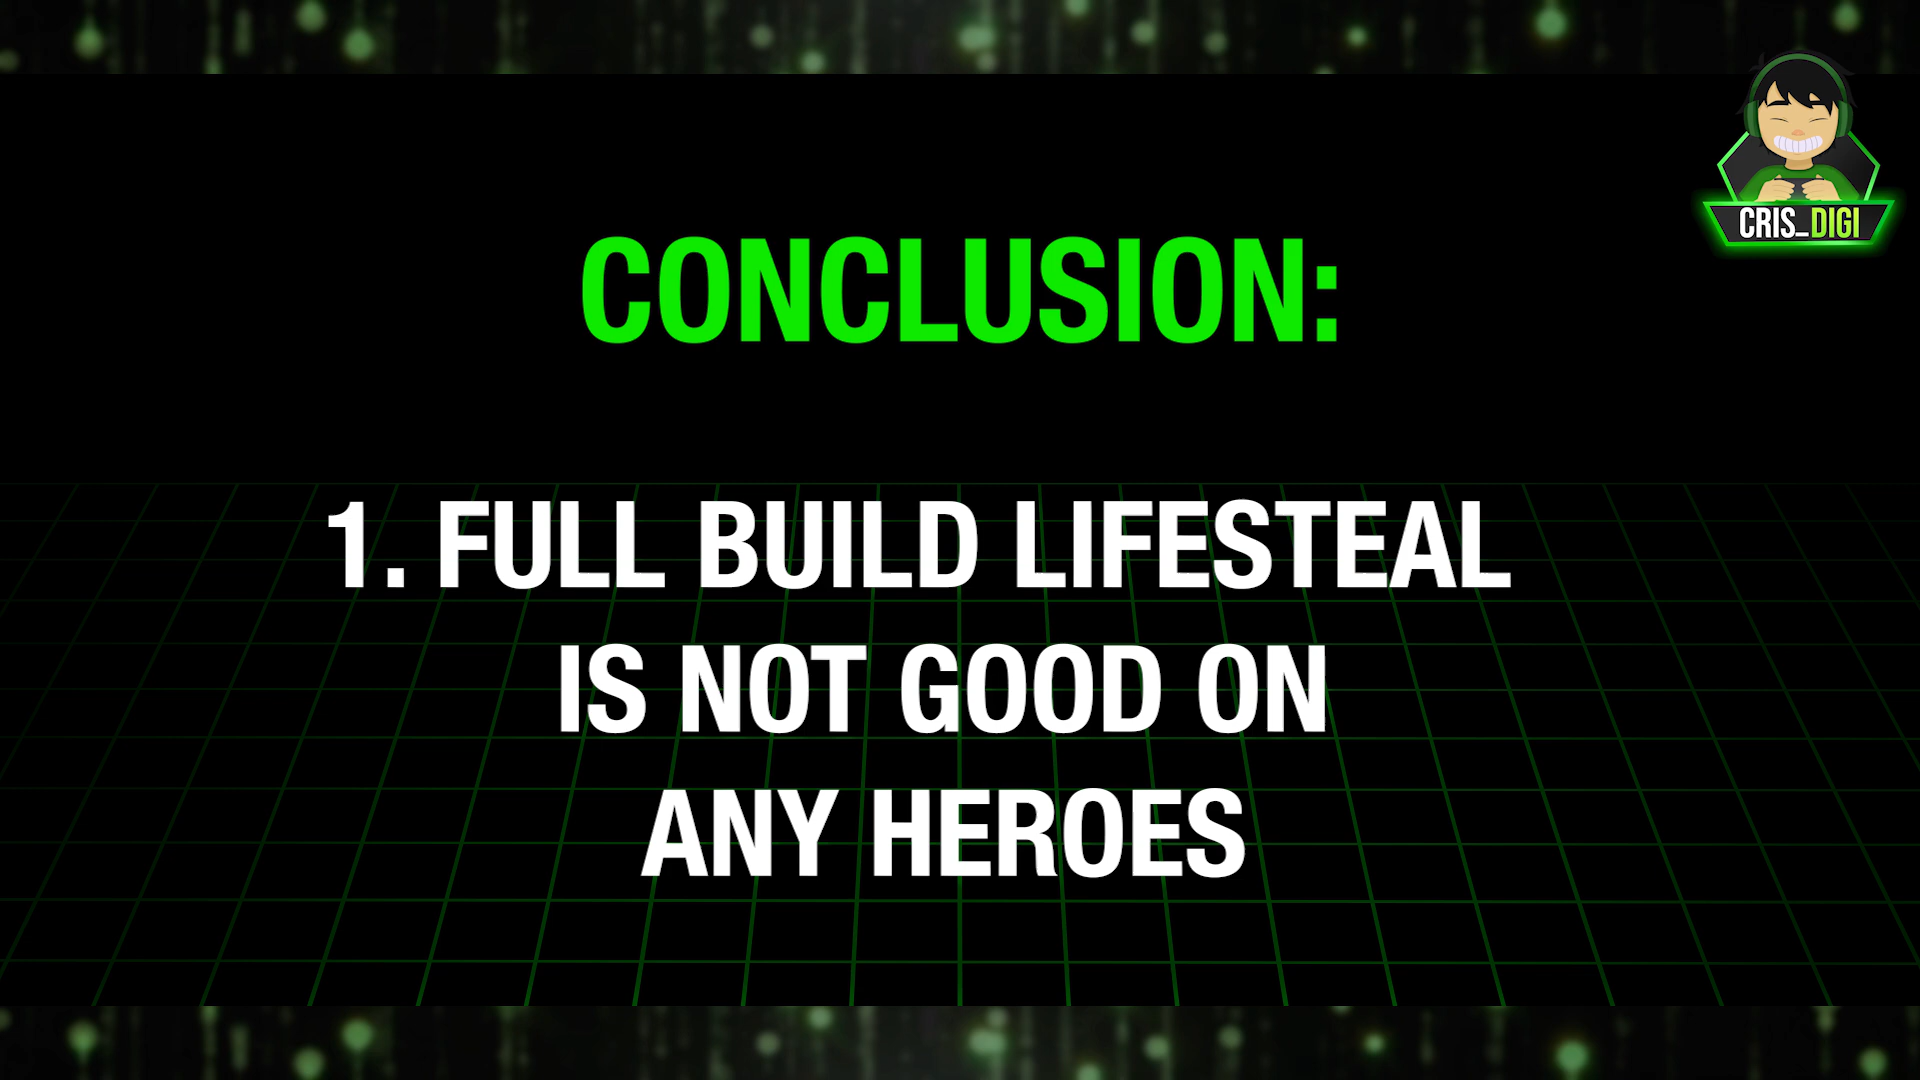 CRIS_DIGI
CONCLUSION:
1. FULL BUILD LIFESTEAL
IS NOT GOOD ON
ANY HEROES